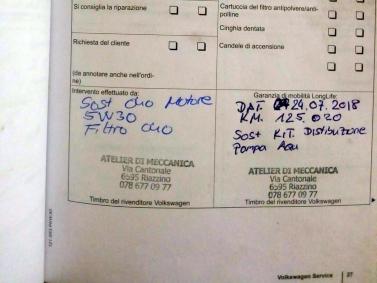 Si consiglia la riparazione
Cartuccia del filtro antipolvere/anti-
polline
Cinghia dentata
Richiesta del cliente
Candele di accensione
(da annotare anche nell'ordi-
ne)
Intervento effettuato da:
Sost olio Motore
5W30
Filtro olio
ATELIER DI MECCANICA
Via Cantonale
6595 Riazzino
078 677 09 77
Timbro del rivenditore Volkswagen
Garanzia di mobilità LongLife:
DAT. 24.07.2018
KM. 125.020
Sost KIT Distribuzione
Pompa
ATELIER DI MECCANICA
Via Cantonale
6595 Riazzino
078 677 09 77
Timbro del rivenditore Volkswagen
Volkswagen Service